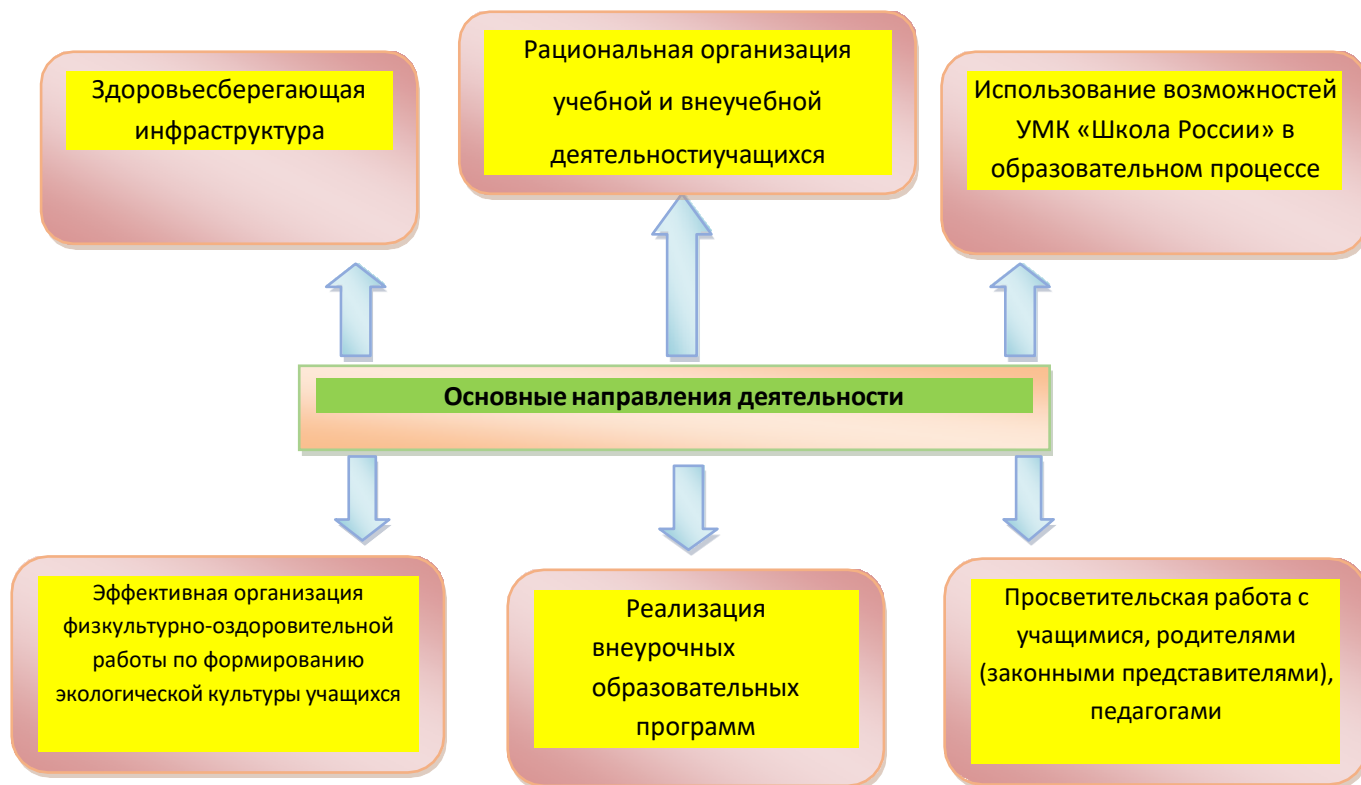 Здоровьесберегающая
инфраструктура
Рациональная организация
учебной и внеучебной
деятельностиучащихся
Использование возможностей
УМК «Школа России» в
образовательном процессе
Основные направления деятельности
Эффективная организация
физкультурно-оздоровительной
работы по формированию
экологической культуры учащихся
Реализация
внеурочных
образовательных
программ
Просветительская работа с
учащимися, родителями
(законными представителями),
педагогами